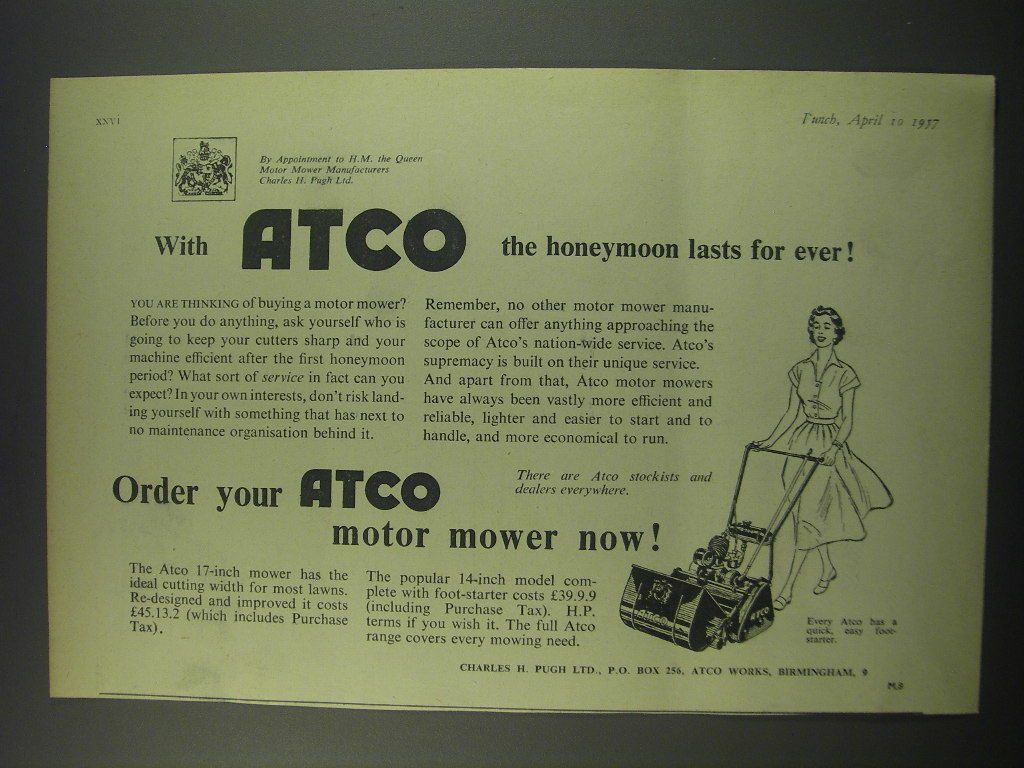 xxvi
Punch, April 10 1957
By Appointment to H.M. the Queen
Motor Mower Manufacturers
Charles H. Pugh Ltd.
With ATCO the honeymoon lasts for ever!
YOU ARE THINKING of buying a motor mower?
Before you do anything, ask yourself who is
going to keep your cutters sharp and your
machine efficient after the first honeymoon
period? What sort of service in fact can you
expect? In your own interests, don't risk land-
ing yourself with something that has next to
no maintenance organisation behind it.
Remember, no other motor mower manu-
facturer can offer anything approaching the
scope of Atco's nation-wide service. Atco's
supremacy is built on their unique service.
And apart from that, Atco motor mowers
have always been vastly more efficient and
reliable, lighter and easier to start and to
handle, and more economical to run.
There are Atco stockists and
dealers everywhere.
Order your ATCO
motor mower now!
The Atco 17-inch mower has the
ideal cutting width for most lawns.
Re-designed and improved it costs
£45.13.2 (which includes Purchase
Tax).
The popular 14-inch model com-
plete with foot-starter costs £39.9.9
(including Purchase Tax). H.P.
terms if you wish it. The full Atco
range covers every mowing need.
ATCO
ATCO
Every Atco has a
quick, easy foot-
starter.
CHARLES H. PUGH LTD., P.O. BOX 256, ATCO WORKS, BIRMINGHAM, 9
M.3